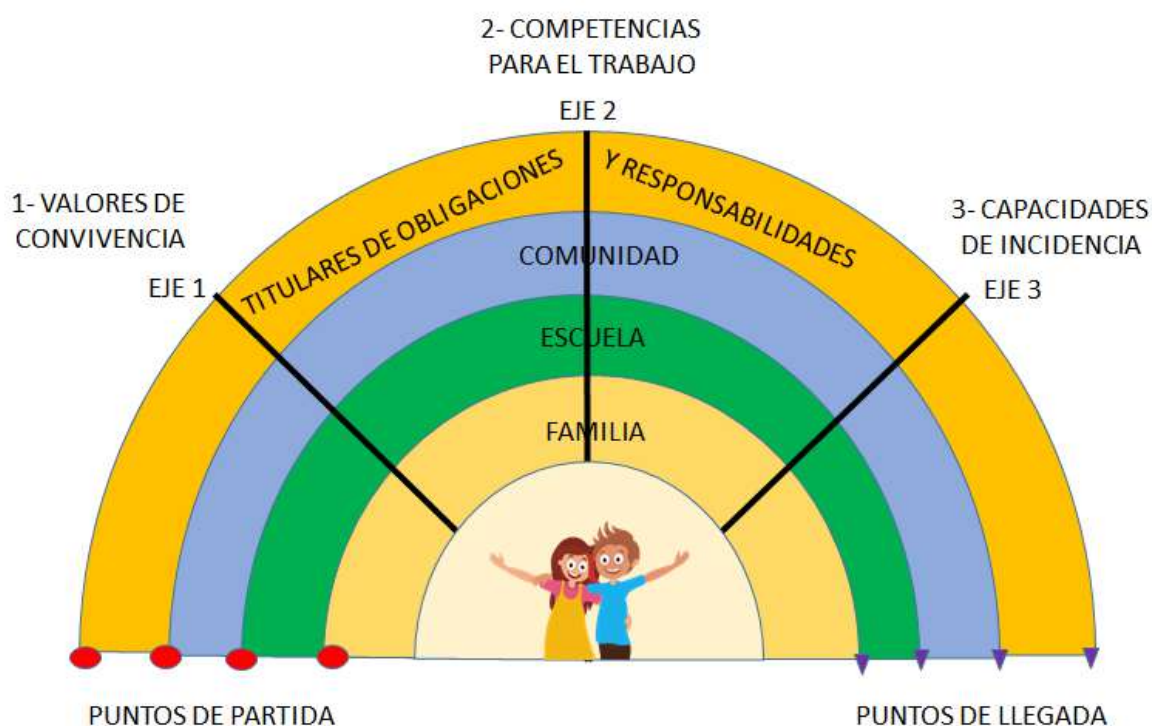 2- COMPETENCIAS
PARA EL TRABAJO
EJE 2
1- VALORES DE
CONVIVENCIA
EJE 1
3- CAPACIDADES
DE INCIDENCIA
EJE 3
TITULARES DE OBLIGACIONES
Y RESPONSABILIDADES
COMUNIDAD
ESCUELA
FAMILIA
PUNTOS DE PARTIDA
PUNTOS DE LLEGADA